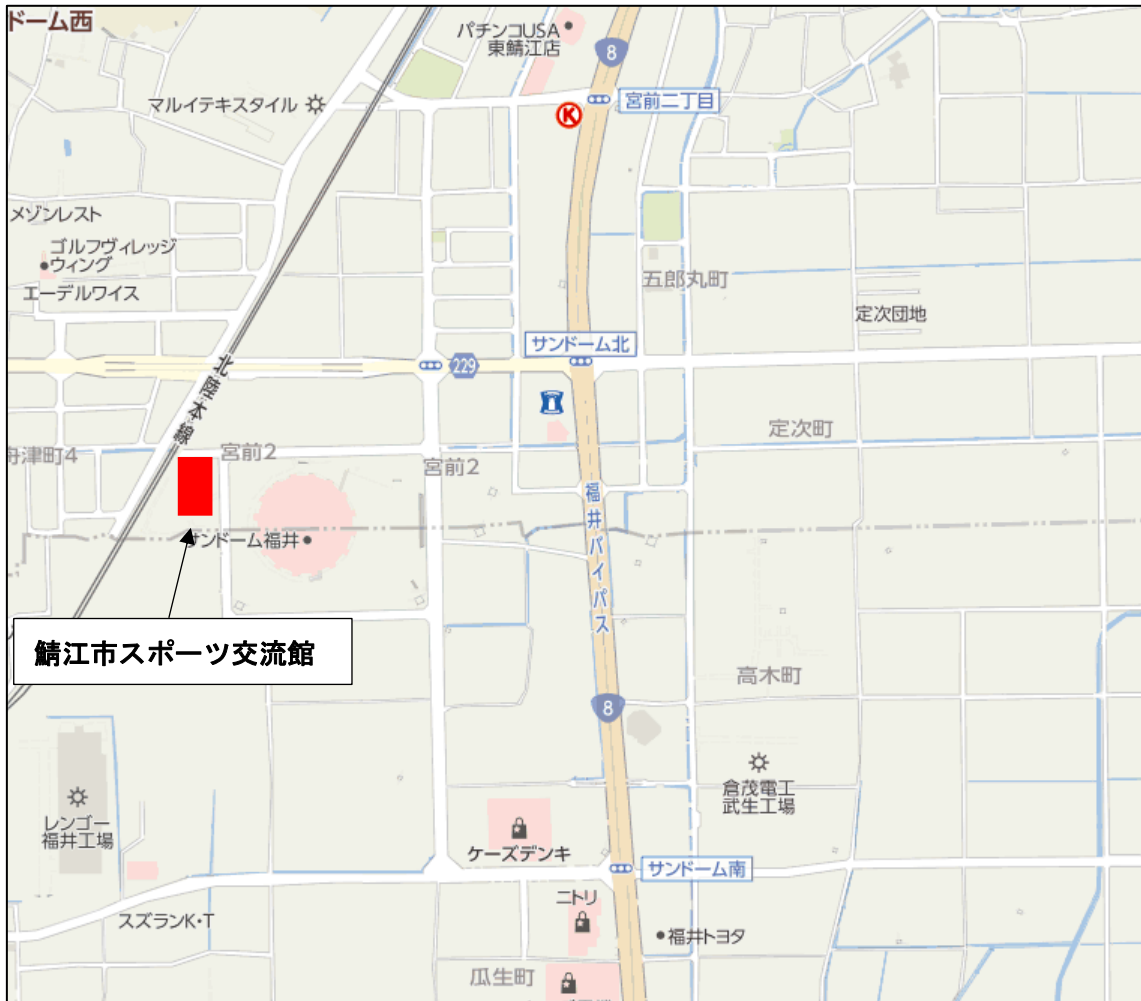 ドーム西
パチンコUSA
東鯖江店
8
マルイテキスタイル
K
宮前二丁目
メゾンレスト
ゴルフヴィレッジ
ウィング
エーデルワイス
五郎丸町
定次団地
サンドーム北
229
北陸本線
定次町
舟津町4
宮前2
宮前2
福井バイパス
サンドーム福井
鯖江市スポーツ交流館
高木町
8
倉茂電工
武生工場
レンゴー
福井工場
ケーズデンキ
サンドーム南
ニトリ
スズランK・T
福井トヨタ
瓜生町